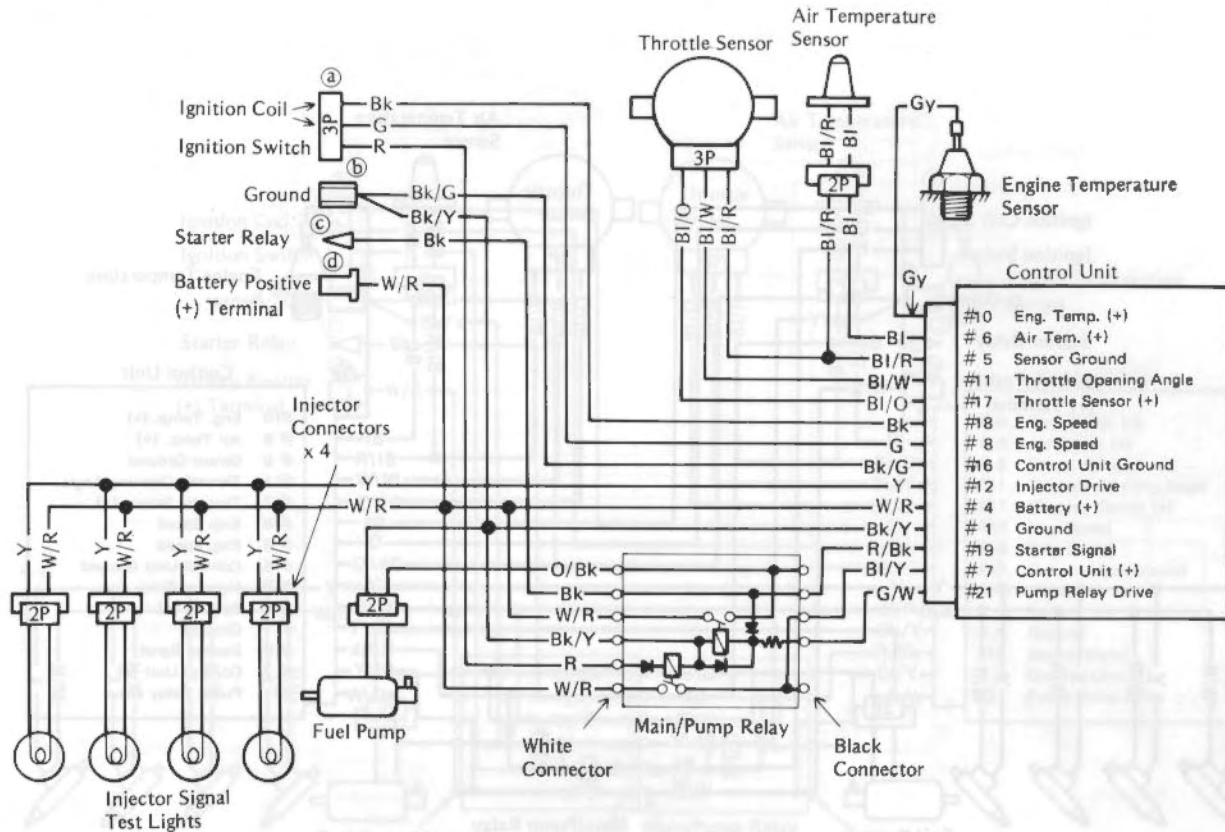 Air Temperature
Sensor
Throttle Sensor
ⓐ
Ignition Coil
3P
Bk
G
Ignition Switch
R
ⓑ
Ground
Bk/G
Bk/Y
ⓒ
Starter Relay
Bk
ⓓ
Battery Positive
(+) Terminal
W/R
3P
Bl/O
Bl/W
Bl/R
Bl/R
Bl
2P
Bl/R
Bl
Gy
Engine Temperature
Sensor
Gy
Control Unit
#10 Eng. Temp. (+)
Bl # 6 Air Tem. (+)
Bl/R # 5 Sensor Ground
Bl/W #11 Throttle Opening Angle
Bl/O #17 Throttle Sensor (+)
Bk #18 Eng. Speed
G # 8 Eng. Speed
Bk/G #16 Control Unit Ground
Y #12 Injector Drive
W/R # 4 Battery (+)
Bk/Y # 1 Ground
R/Bk #19 Starter Signal
Bl/Y # 7 Control Unit (+)
G/W #21 Pump Relay Drive
Injector
Connectors
x 4
Y
W/R
Y
W/R
Y
W/R
Y
W/R
Y
W/R
2P
2P
2P
2P
2P
O/Bk
Bk
W/R
Bk/Y
R
W/R
Fuel Pump
Main/Pump Relay
White
Connector
Black
Connector
Injector Signal
Test Lights